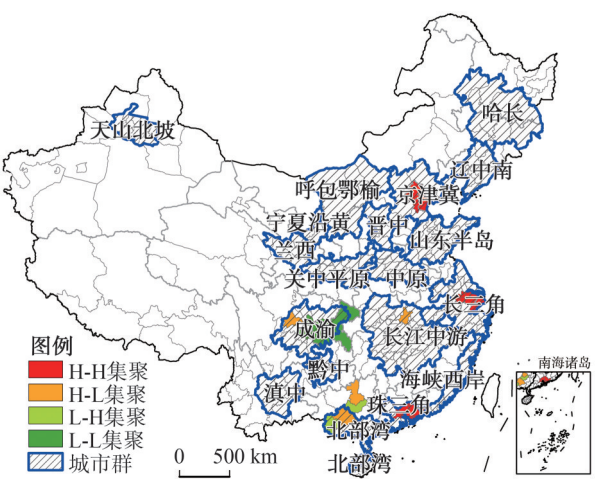 哈长
天山北坡
辽中南
呼包鄂榆
京津冀
宁夏沿黄
晋中
山东半岛
兰西
关中平原
中原
长三角
成渝
长江中游
黔中
海峡西岸
滇中
珠三角
北部湾
北部湾
南海诸岛
图例
H-H集聚
H-L集聚
L-H集聚
L-L集聚
城市群
0 500 km